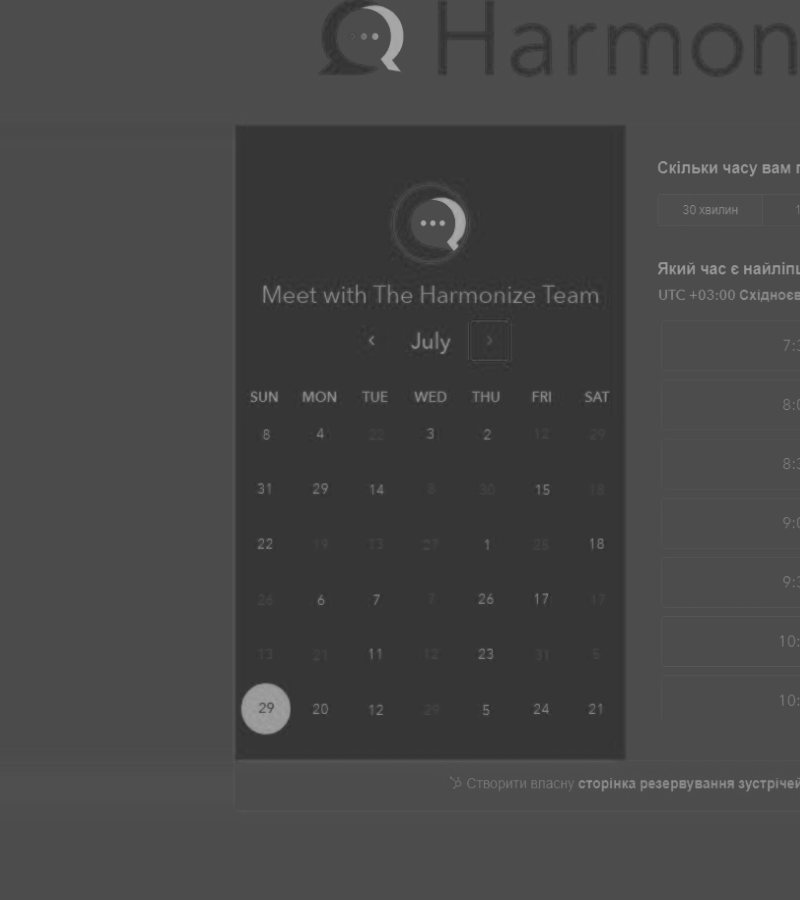 Harmon
Meet with The Harmonize Team
July
SUN MON TUE WED THU FRI SAT
8 4 22 3 2 12 29
31 29 14 8 30 15 18
22 19 13 27 1 25 18
26 6 7 7 26 17 17
13 21 11 12 23 31 5
29 20 12 29 5 24 21
Скільки часу вам п
30 хвилин 1
Який час є найліпш
UTC +03:00 Східноєв
7:3
8:0
8:3
9:0
9:3
10:
10:
Створити впасну сторінка резервування зустрічей